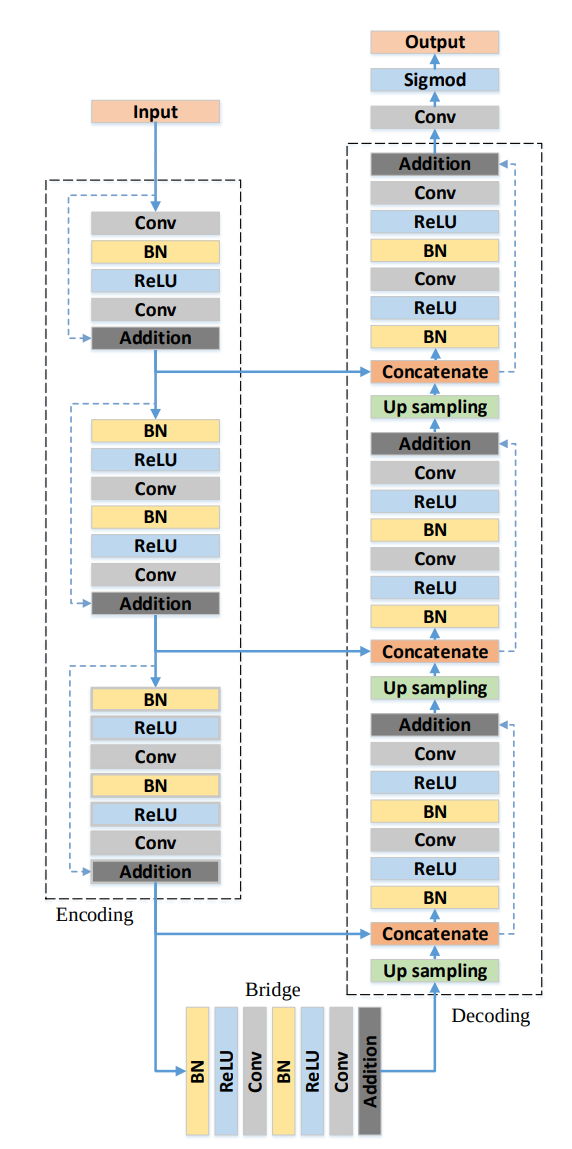 Input
Conv
BN
ReLU
Conv
Addition
BN
ReLU
Conv
BN
ReLU
Conv
Addition
BN
ReLU
Conv
BN
ReLU
Conv
Addition
Encoding
Bridge
BN
ReLU
Conv
BN
ReLU
Conv
Addition
Output
Sigmod
Conv
Addition
Conv
ReLU
BN
Conv
ReLU
BN
Concatenate
Up sampling
Addition
Conv
ReLU
BN
Conv
ReLU
BN
Concatenate
Up sampling
Addition
Conv
ReLU
BN
Conv
ReLU
BN
Concatenate
Up sampling
Decoding